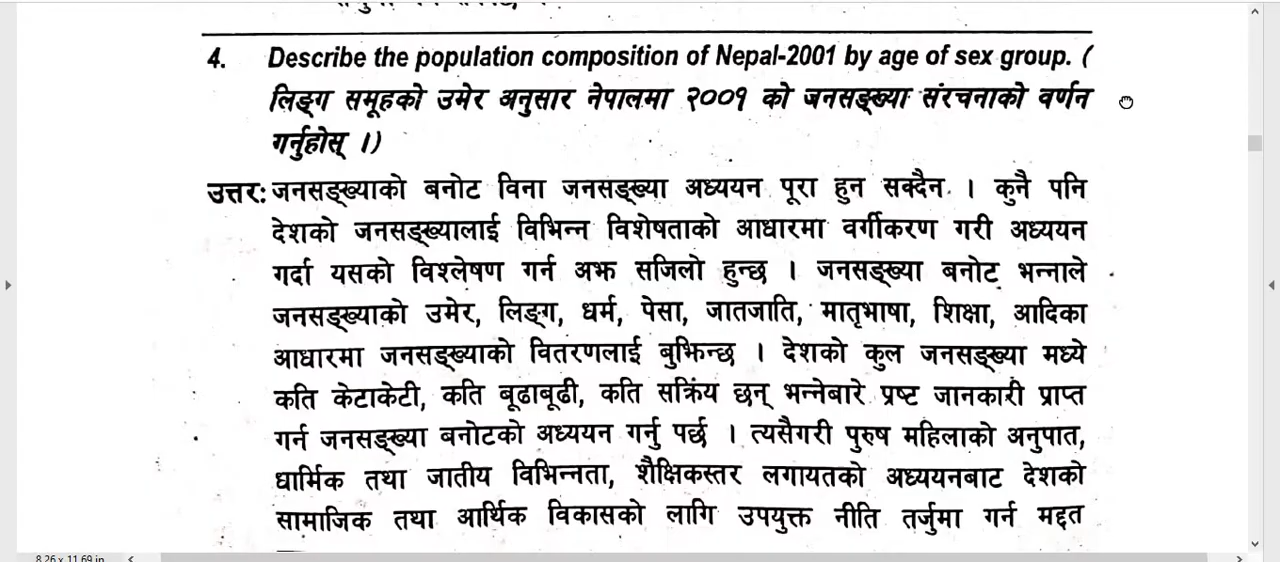 4. Describe the population composition of Nepal-2001 by age of sex group. (
लिङ्ग समूहको उमेर अनुसार नेपालमा २००१ को जनसङ्ख्या संरचनाको वर्णन
गर्नुहोस् ।)
उत्तर: जनसङ्ख्याको बनोट विना जनसङ्ख्या अध्ययन पूरा हुन सक्दैन । कुनै पनि
देशको जनसङ्ख्यालाई विभिन्न विशेषताको आधारमा वर्गीकरण गरी अध्ययन
गर्दा यसको विश्लेषण गर्न अझ सजिलो हुन्छ । जनसङ्ख्या बनोट भन्नाले
जनसङ्ख्याको उमेर, लिङ्ग, धर्म, पेसा, जातजाति, मातृभाषा, शिक्षा, आदिका
आधारमा जनसङ्ख्याको वितरणलाई बुझिन्छ । देशको कुल जनसङ्ख्या मध्ये
कति केटाकेटी, कति बूढाबूढी, कति सक्रिय छन् भन्नेबारे प्रष्ट जानकारी प्राप्त
गर्न जनसङ्ख्या बनोटको अध्ययन गर्नु पर्छ । त्यसैगरी पुरुष महिलाको अनुपात,
धार्मिक तथा जातीय विभिन्नता, शैक्षिकस्तर लगायतको अध्ययनबाट देशको
सामाजिक तथा आर्थिक विकासको लागि उपयुक्त नीति तर्जुमा गर्न मद्दत
8.26 x 11.69 in